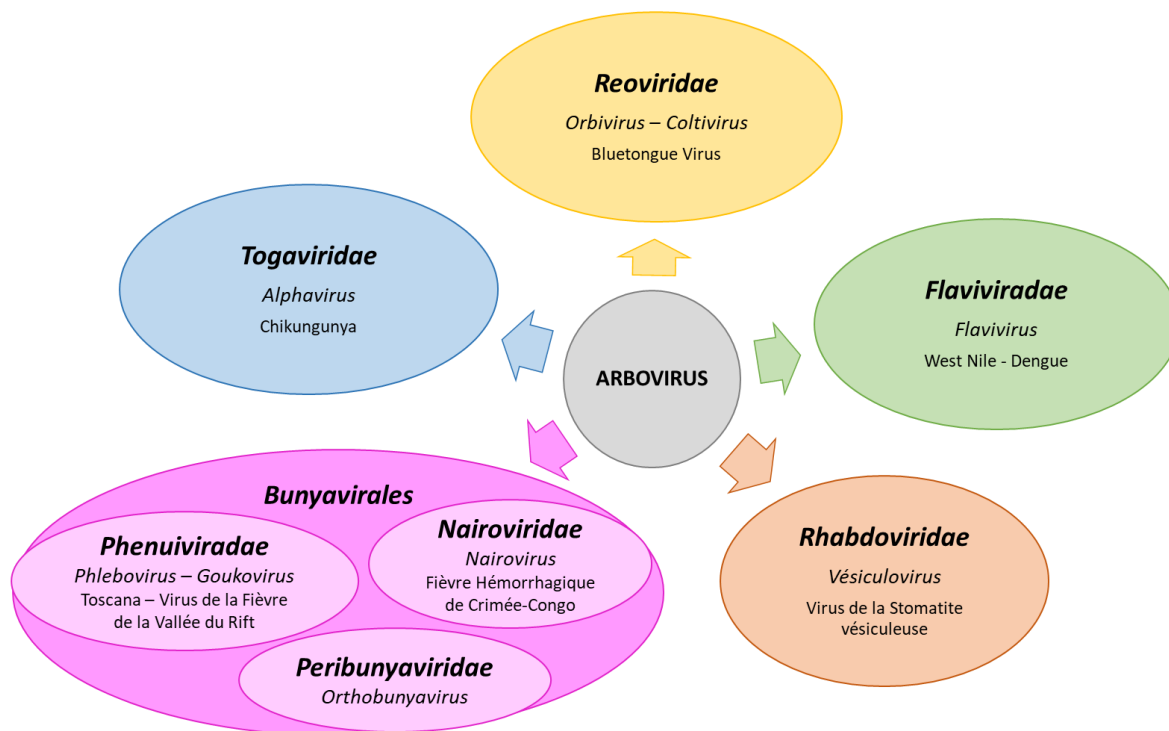 Reoviridae
Orbivirus – Coltivirus
Bluetongue Virus
Togaviridae
Alphavirus
Chikungunya
Flaviviradae
Flavivirus
West Nile - Dengue
ARBOVIRUS
Bunyavirales
Phenuiviradae
Phlebovirus – Goukovirus
Toscana – Virus de la Fièvre
de la Vallée du Rift
Nairoviridae
Nairovirus
Fièvre Hémorrhagique
de Crimée-Congo
Peribunyaviridae
Orthobunyavirus
Rhabdoviridae
Vésiculovirus
Virus de la Stomatite
vésiculeuse